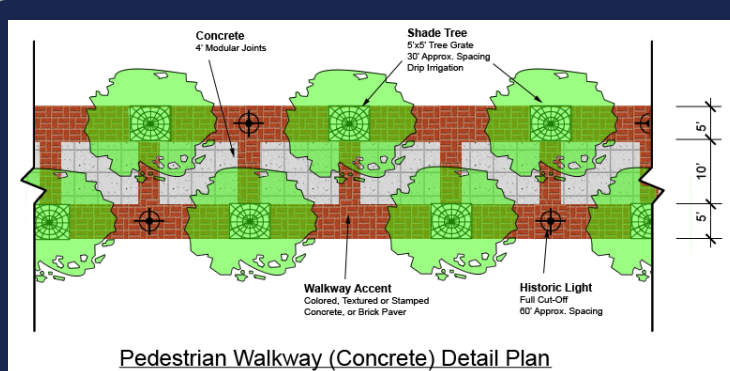 Concrete
4' Modular Joints
Shade Tree
5'x5' Tree Grate
30' Approx. Spacing
Drip Irrigation
5'
10'
5'
Walkway Accent
Colored, Textured or Stamped
Concrete, or Brick Paver
Historic Light
Full Cut-Off
60' Approx. Spacing
Pedestrian Walkway (Concrete) Detail Plan